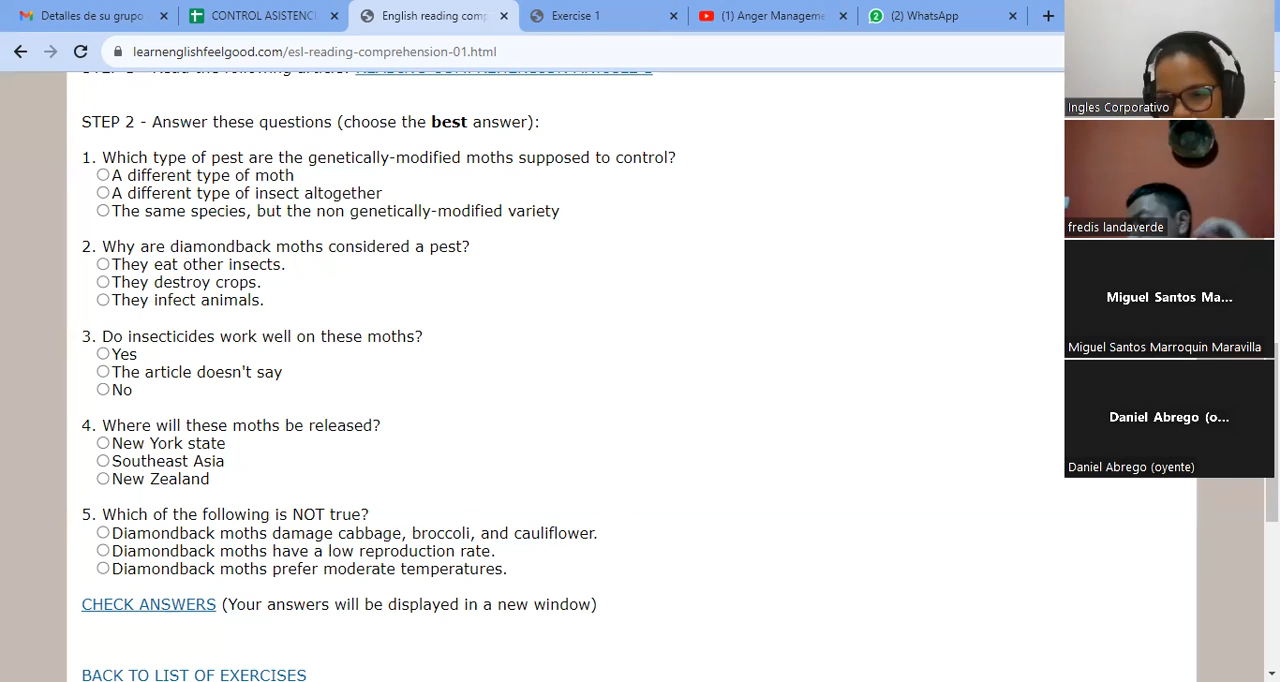 Detalles de su grupo
CONTROL ASISTENC
English reading comp
Exercise 1
(1) Anger Manageme
(2) WhatsApp
learnenglishfeelgood.com/esl-reading-comprehension-01.html
STEP 2 - Answer these questions (choose the best answer):
1. Which type of pest are the genetically-modified moths supposed to control?
A different type of moth
A different type of insect altogether
The same species, but the non genetically-modified variety
2. Why are diamondback moths considered a pest?
They eat other insects.
They destroy crops.
They infect animals.
3. Do insecticides work well on these moths?
Yes
The article doesn't say
No
4. Where will these moths be released?
New York state
Southeast Asia
New Zealand
5. Which of the following is NOT true?
Diamondback moths damage cabbage, broccoli, and cauliflower.
Diamondback moths have a low reproduction rate.
Diamondback moths prefer moderate temperatures.
CHECK ANSWERS (Your answers will be displayed in a new window)
BACK TO LIST OF EXERCISES
Ingles Corporativo
fredis landaverde
Miguel Santos Ma...
Miguel Santos Marroquin Maravilla
Daniel Abrego (o...
Daniel Abrego (oyente)